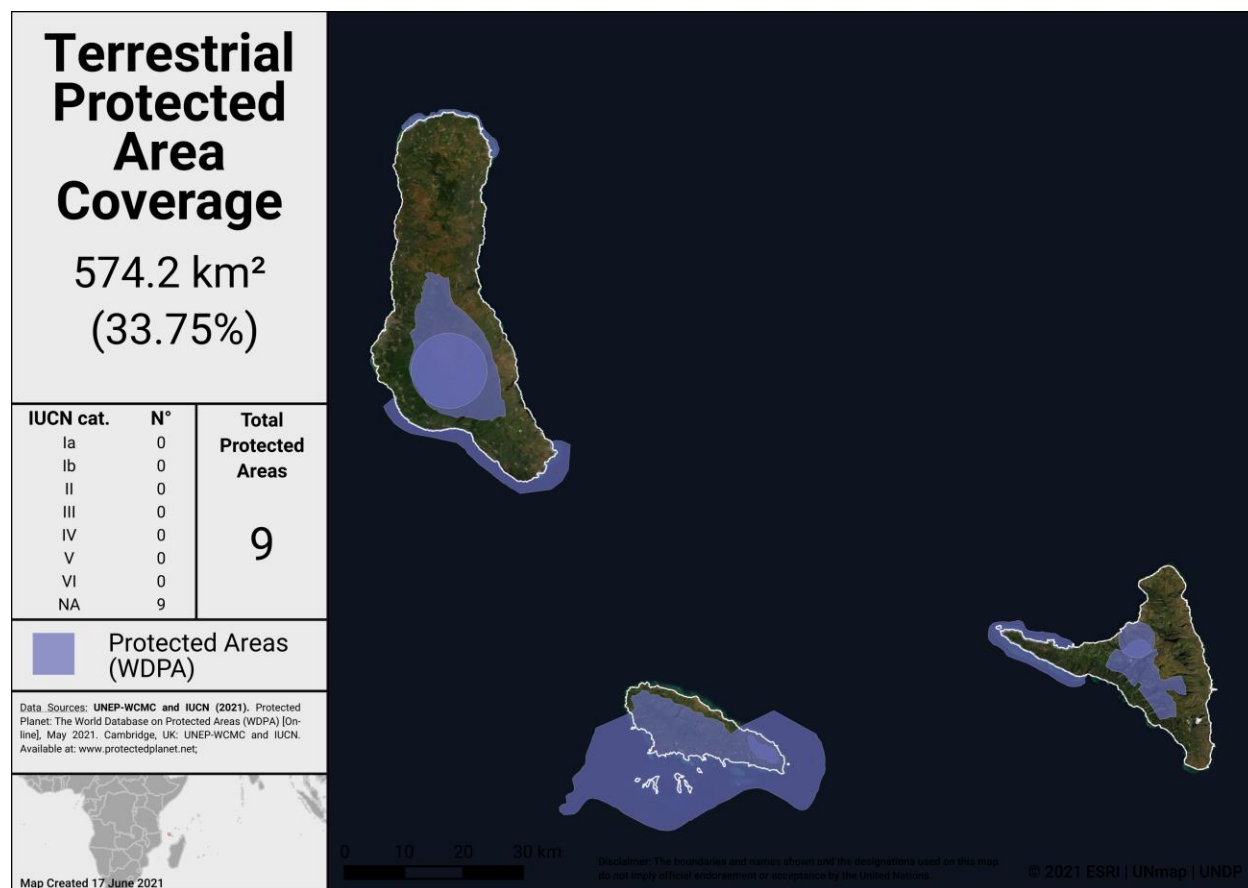 Terrestrial
Protected
Area
Coverage
574.2 km²
(33.75%)
IUCN cat. N°
Ia 0
Ib 0
II 0
III 0
IV 0
V 0
VI 0
NA 9
Total
Protected
Areas
9
Protected Areas
(WDPA)
Data Sources: UNEP-WCMC and IUCN (2021). Protected
Planet: The World Database on Protected Areas (WDPA) [On-
line], May 2021. Cambridge, UK: UNEP-WCMC and IUCN.
Available at: www.protectedplanet.net;
Map Created 17 June 2021
0 10 20 30 km
Disclaimer: The boundaries and names shown and the designations used on this map
do not imply official endorsement or acceptance by the United Nations.
© 2021 ESRI | UNmap | UNDP